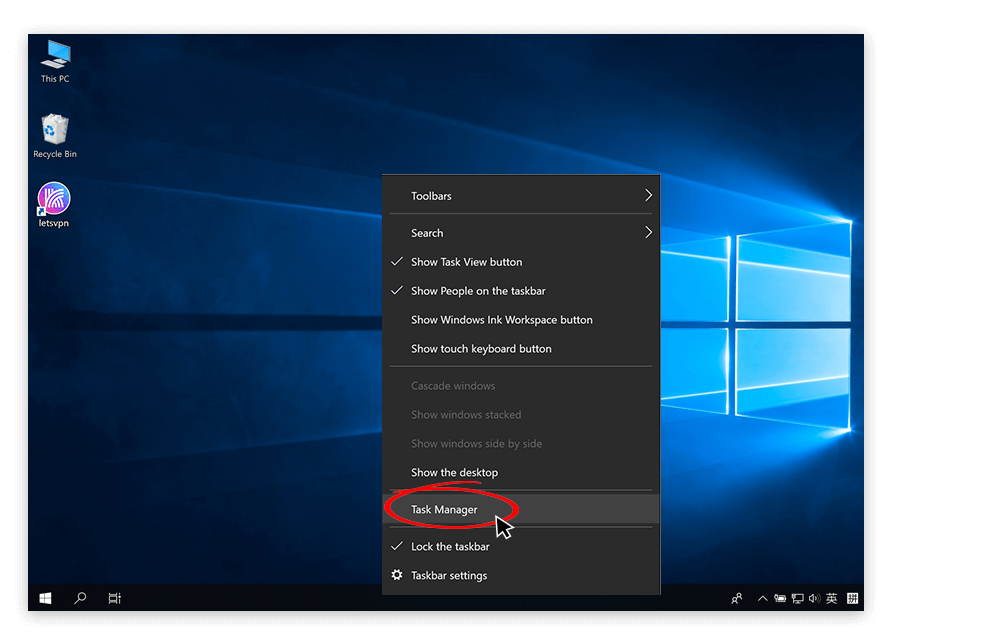 This PC
Recycle Bin
letsvpn
Toolbars
Search
Show Task View button
Show People on the taskbar
Show Windows Ink Workspace button
Show touch keyboard button
Cascade windows
Show windows stacked
Show windows side by side
Show the desktop
Task Manager
Lock the taskbar
Taskbar settings
英 拼